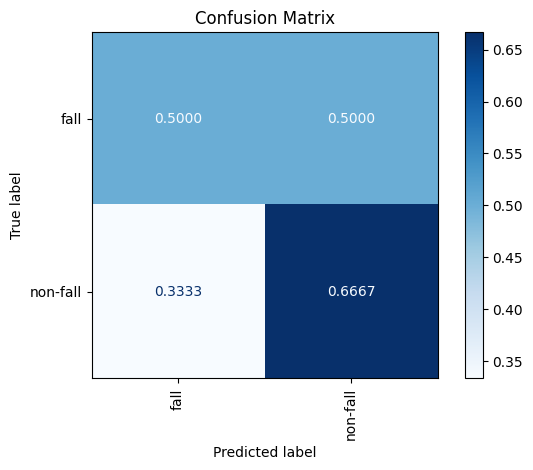 Confusion Matrix
True label
fall
0.5000 0.5000
non-fall
0.3333 0.6667
fall
non-fall
Predicted label
0.65
0.60
0.55
0.50
0.45
0.40
0.35